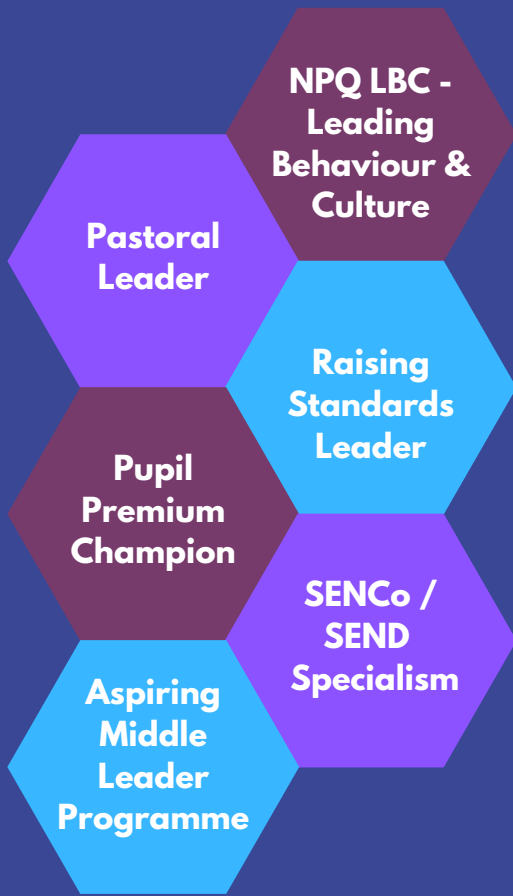 NPQ LBC -
Leading
Behaviour &
Culture
Pastoral
Leader
Raising
Standards
Leader
Pupil
Premium
Champion
SENCo /
SEND
Specialism
Aspiring
Middle
Leader
Programme